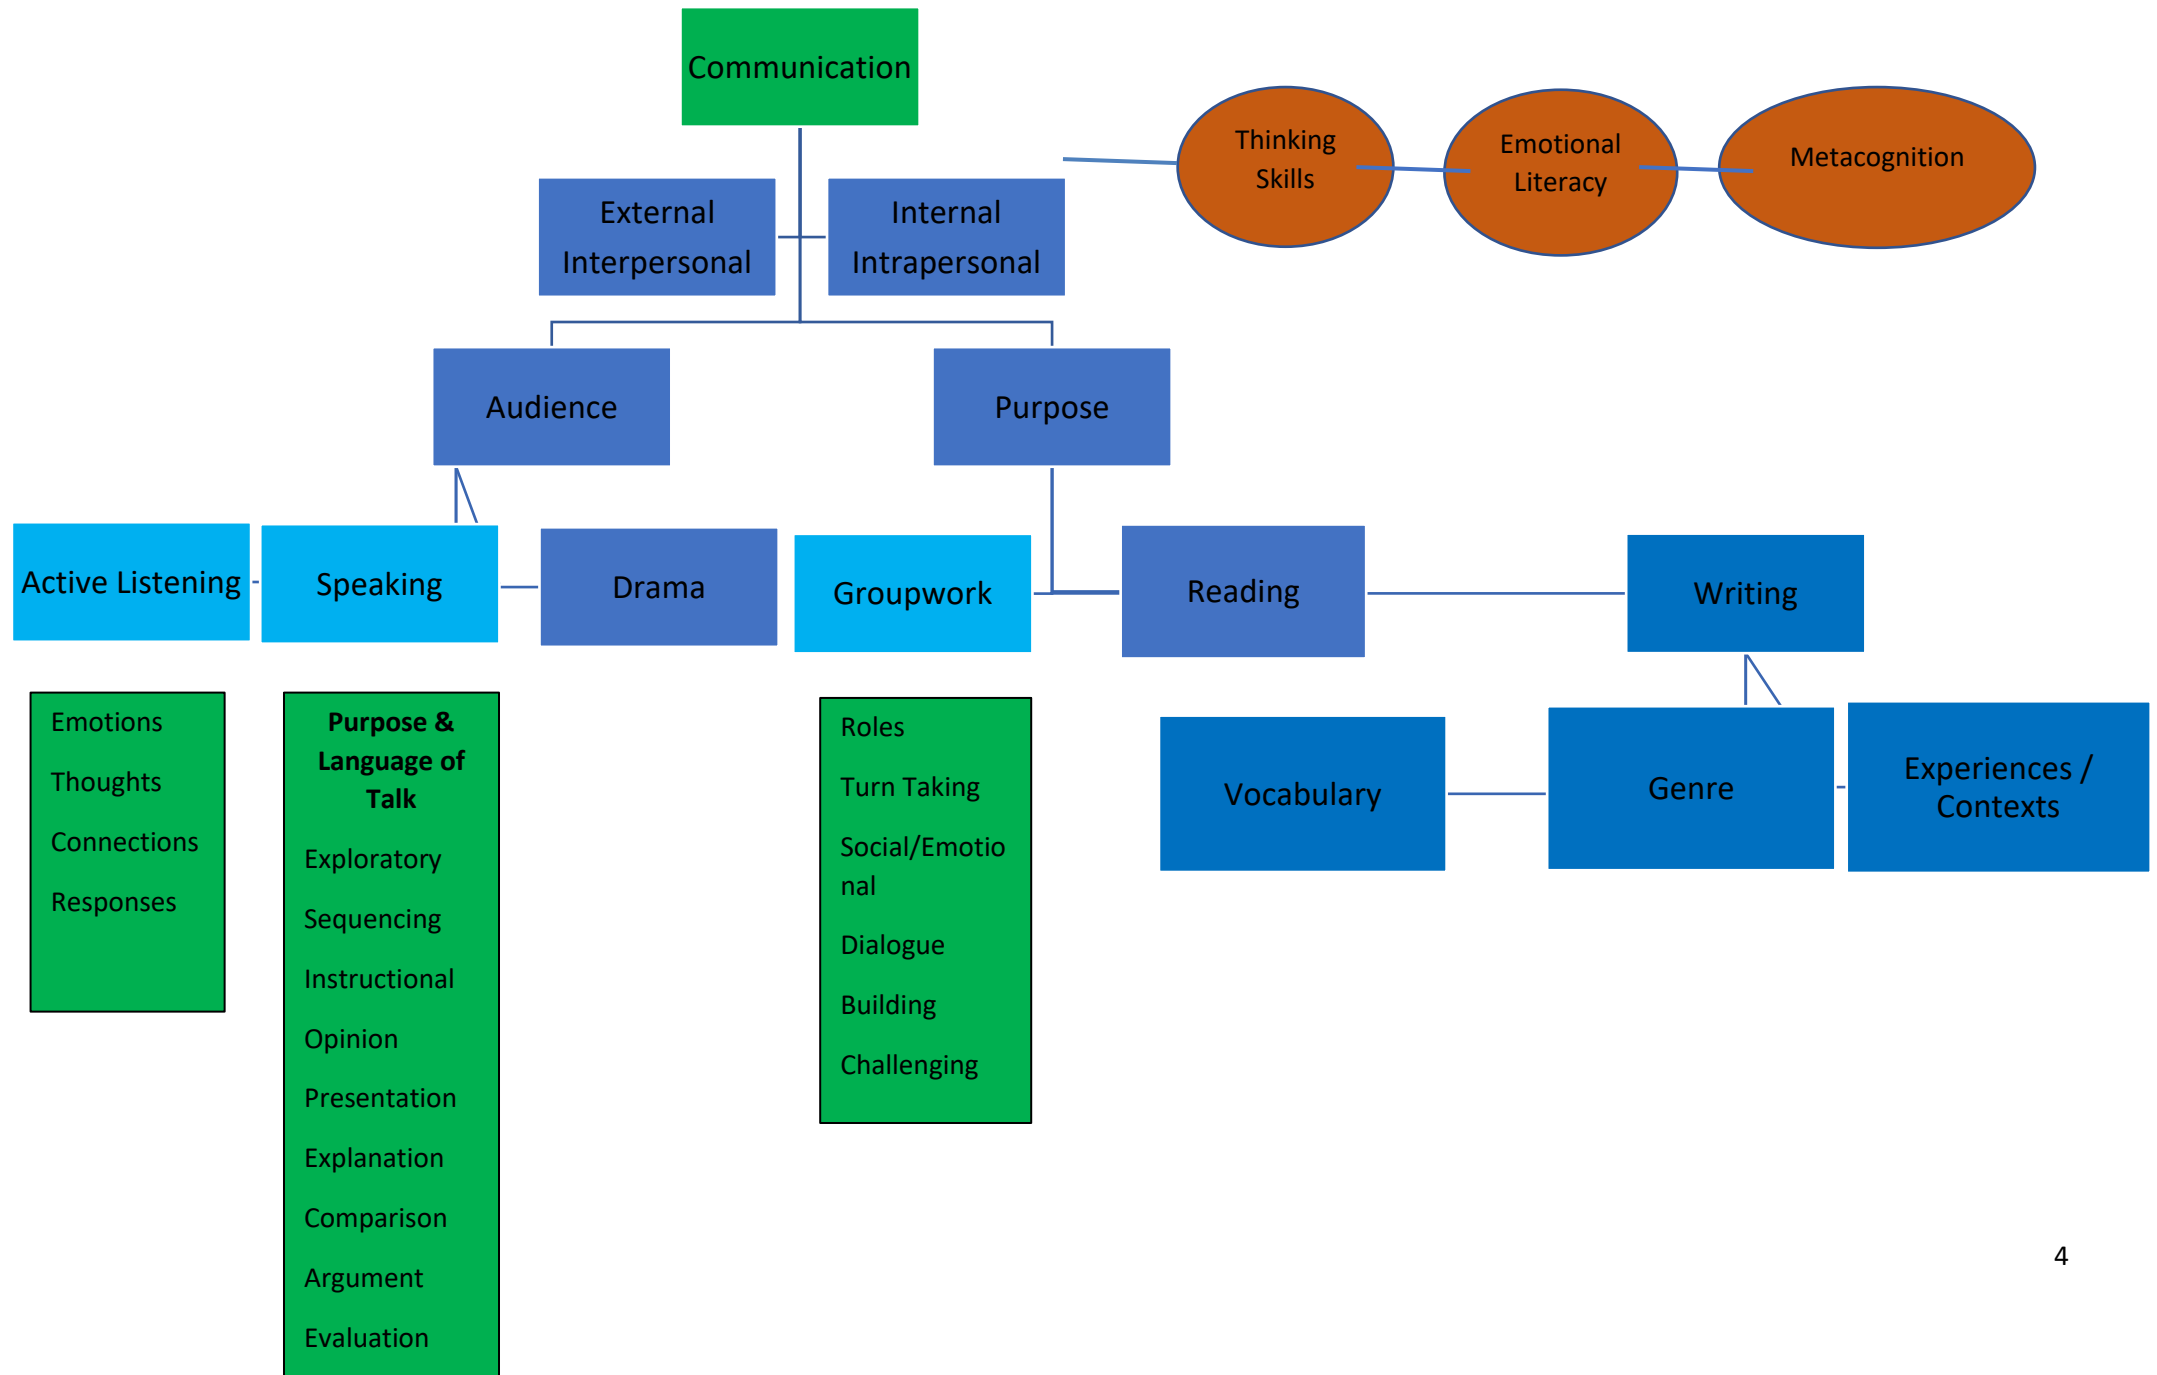 Communication
Thinking
Skills
Emotional
Literacy
Metacognition
External
Interpersonal
Internal
Intrapersonal
Audience
Purpose
Active Listening
Speaking
Drama
Groupwork
Reading
Writing
Emotions
Thoughts
Connections
Responses
Purpose &
Language of
Talk
Exploratory
Sequencing
Instructional
Opinion
Presentation
Explanation
Comparison
Argument
Evaluation
Roles
Turn Taking
Social/Emotio
nal
Dialogue
Building
Challenging
Vocabulary
Genre
Experiences /
Contexts
4